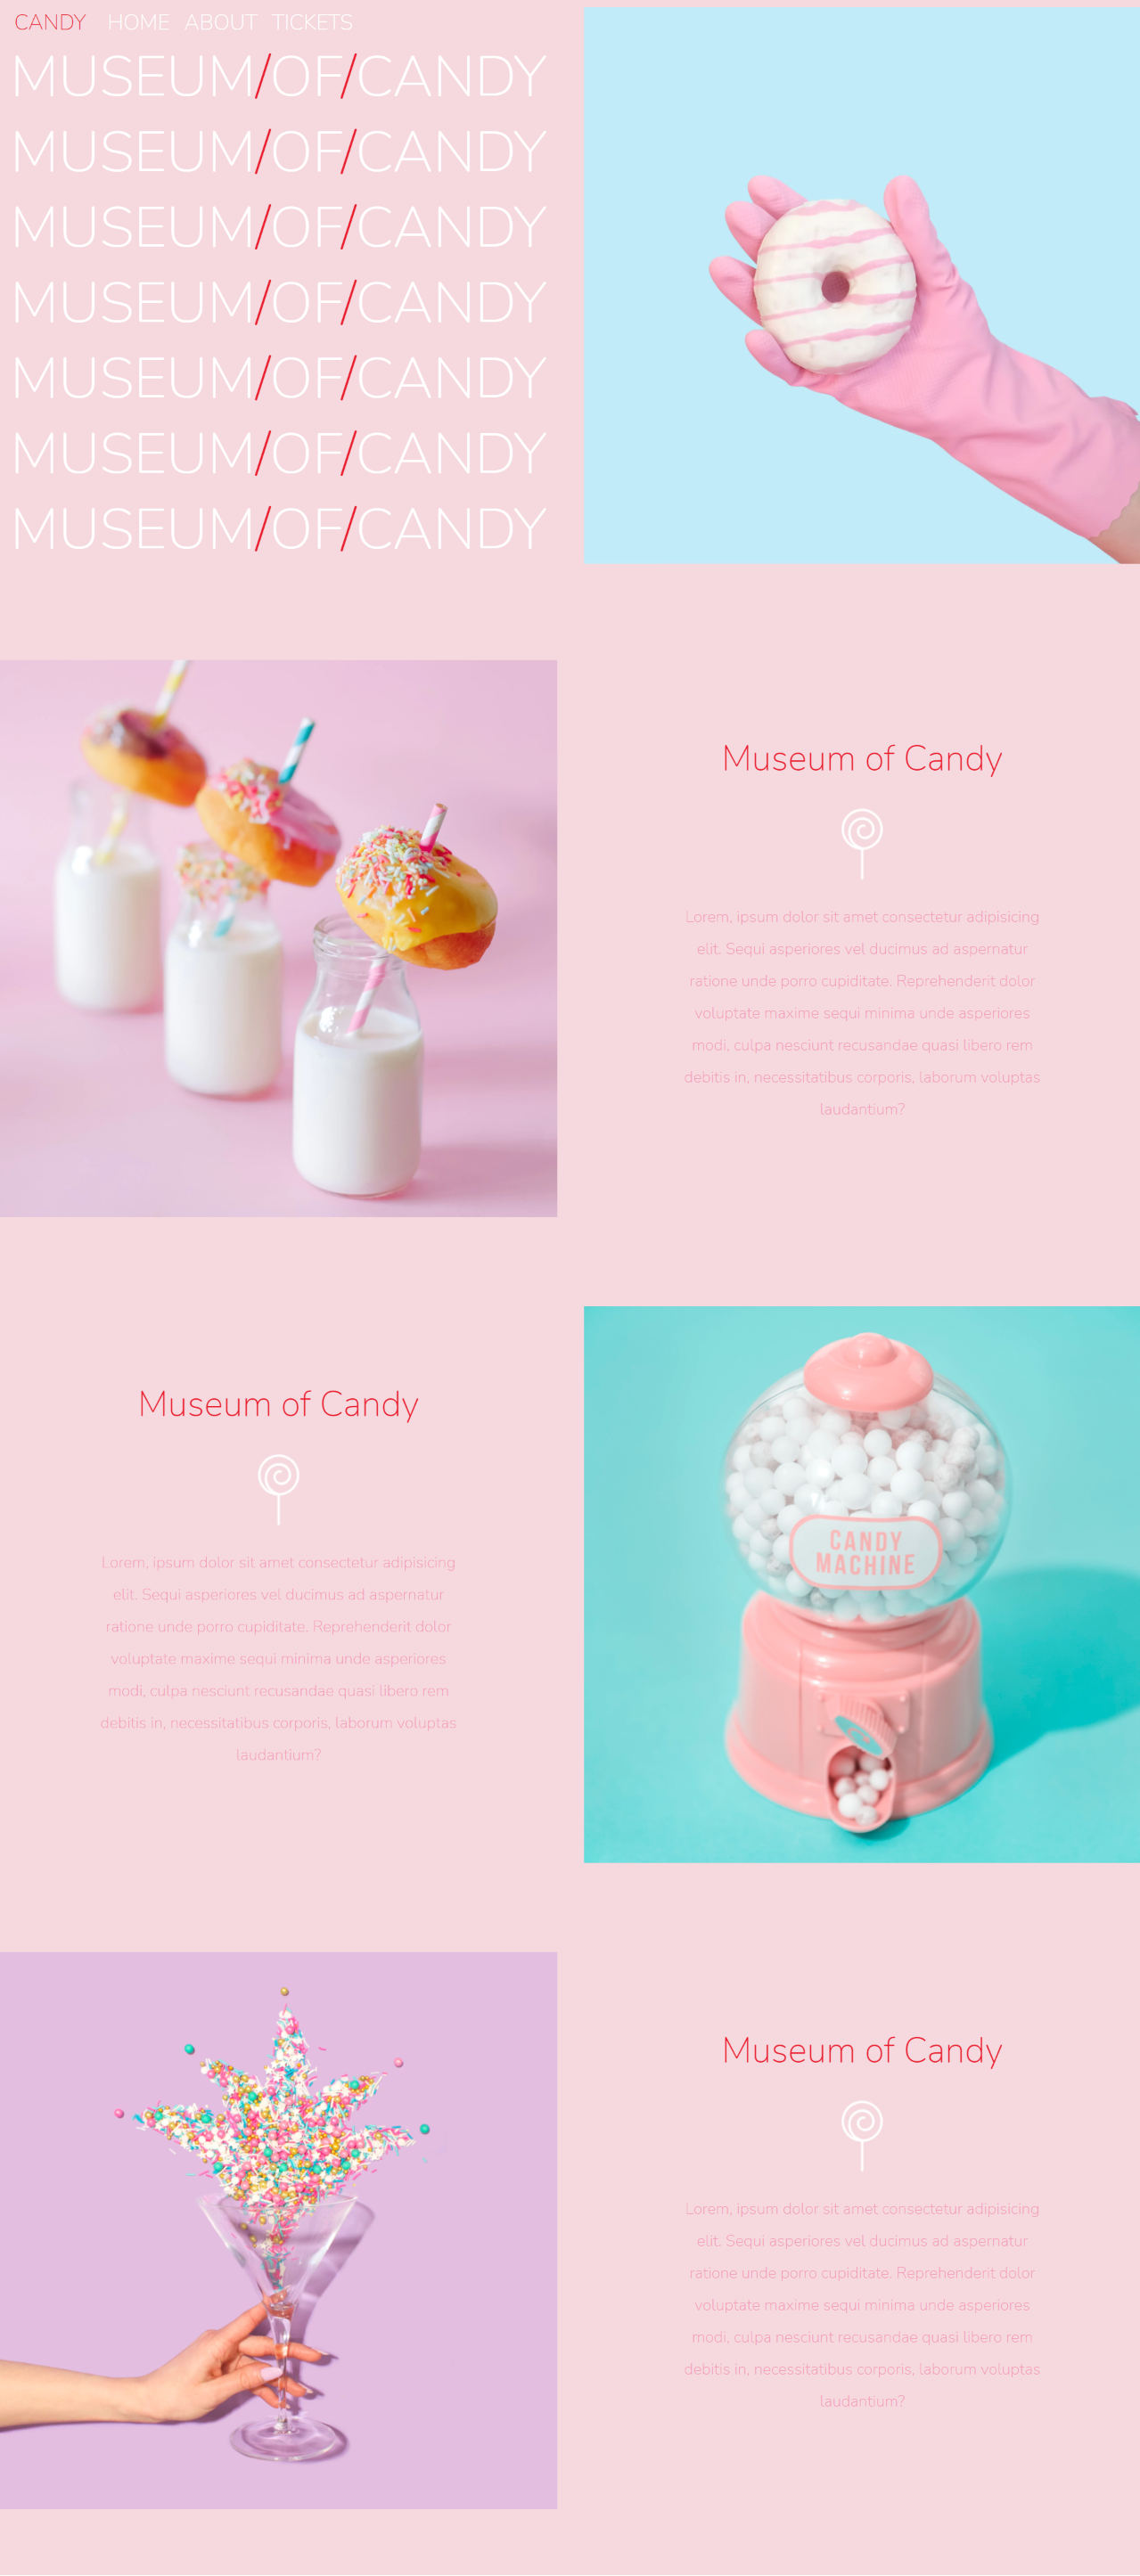 CANDY HOME ABOUT TICKETS
MUSEUM/OF/CANDY
MUSEUM/OF/CANDY
MUSEUM/OF/CANDY
MUSEUM/OF/CANDY
MUSEUM/OF/CANDY
MUSEUM/OF/CANDY
MUSEUM/OF/CANDY
Museum of Candy
Lorem, ipsum dolor sit amet consectetur adipisicing
elit. Sequi asperiores vel ducimus ad aspernatur
ratione unde porro cupiditate. Reprehenderit dolor
voluptate maxime sequi minima unde asperiores
modi, culpa nesciunt recusandae quasi libero rem
debitis in, necessitatibus corporis, laborum voluptas
laudantium?
Museum of Candy
Lorem, ipsum dolor sit amet consectetur adipisicing
elit. Sequi asperiores vel ducimus ad aspernatur
ratione unde porro cupiditate. Reprehenderit dolor
voluptate maxime sequi minima unde asperiores
modi, culpa nesciunt recusandae quasi libero rem
debitis in, necessitatibus corporis, laborum voluptas
laudantium?
CANDY
MACHINE
Museum of Candy
Lorem, ipsum dolor sit amet consectetur adipisicing
elit. Sequi asperiores vel ducimus ad aspernatur
ratione unde porro cupiditate. Reprehenderit dolor
voluptate maxime sequi minima unde asperiores
modi, culpa nesciunt recusandae quasi libero rem
debitis in, necessitatibus corporis, laborum voluptas
laudantium?